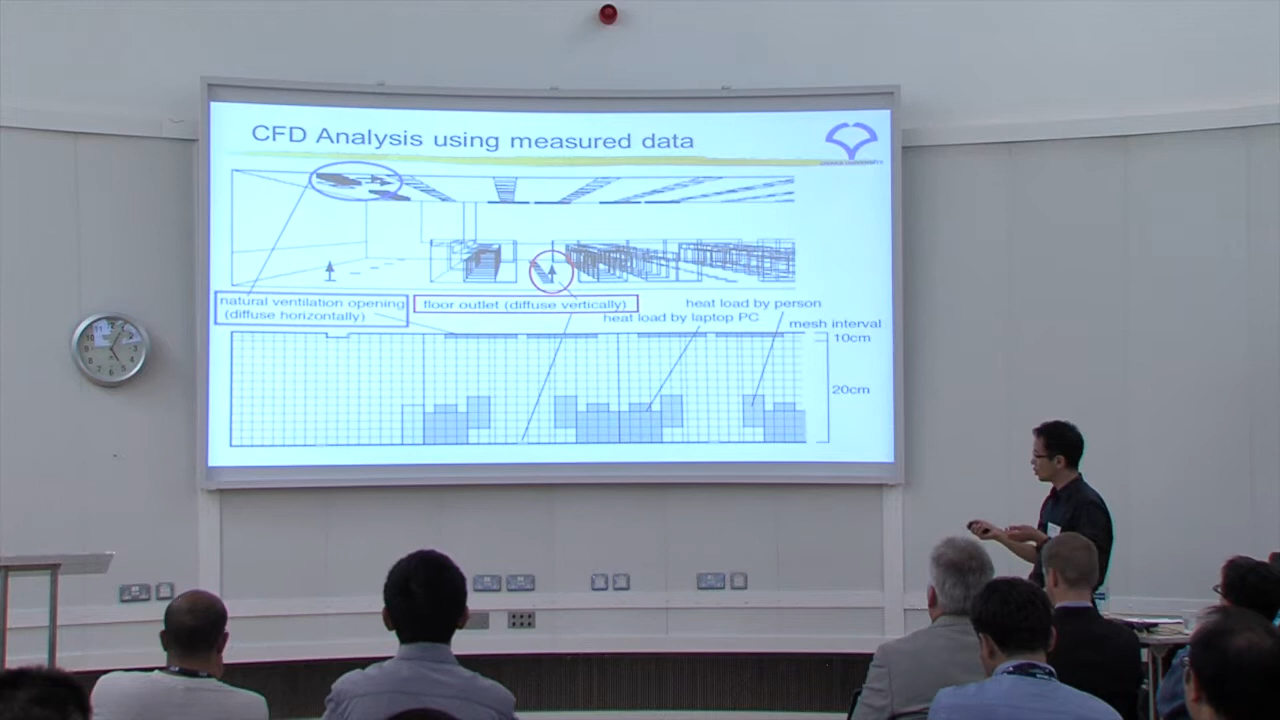 CFD Analysis using measured data
natural ventilation opening
(diffuse horizontally)
floor outlet (diffuse vertically)
heat load by person
heat load by laptop PC
mesh interval
10cm
20cm